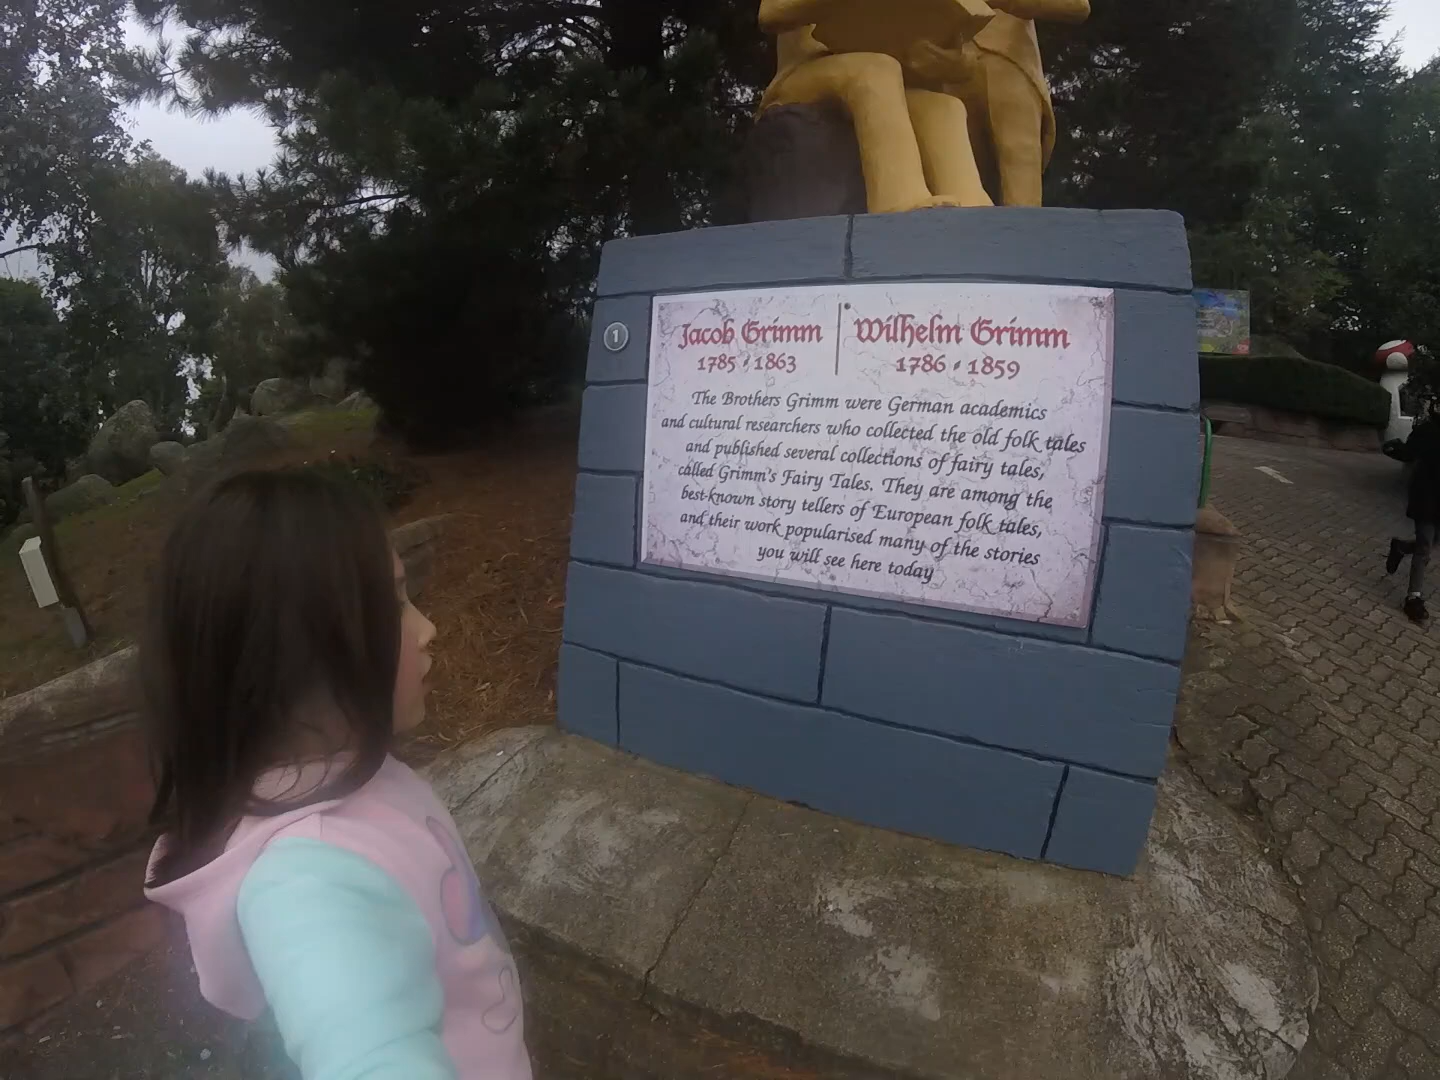 1
Jacob Grimm
1785 · 1863
Wilhelm Grimm
1786 · 1859
The Brothers Grimm were German academics
and cultural researchers who collected the old folk tales
and published several collections of fairy tales,
called Grimm's Fairy Tales. They are among the
best-known story tellers of European folk tales,
and their work popularised many of the stories
you will see here today